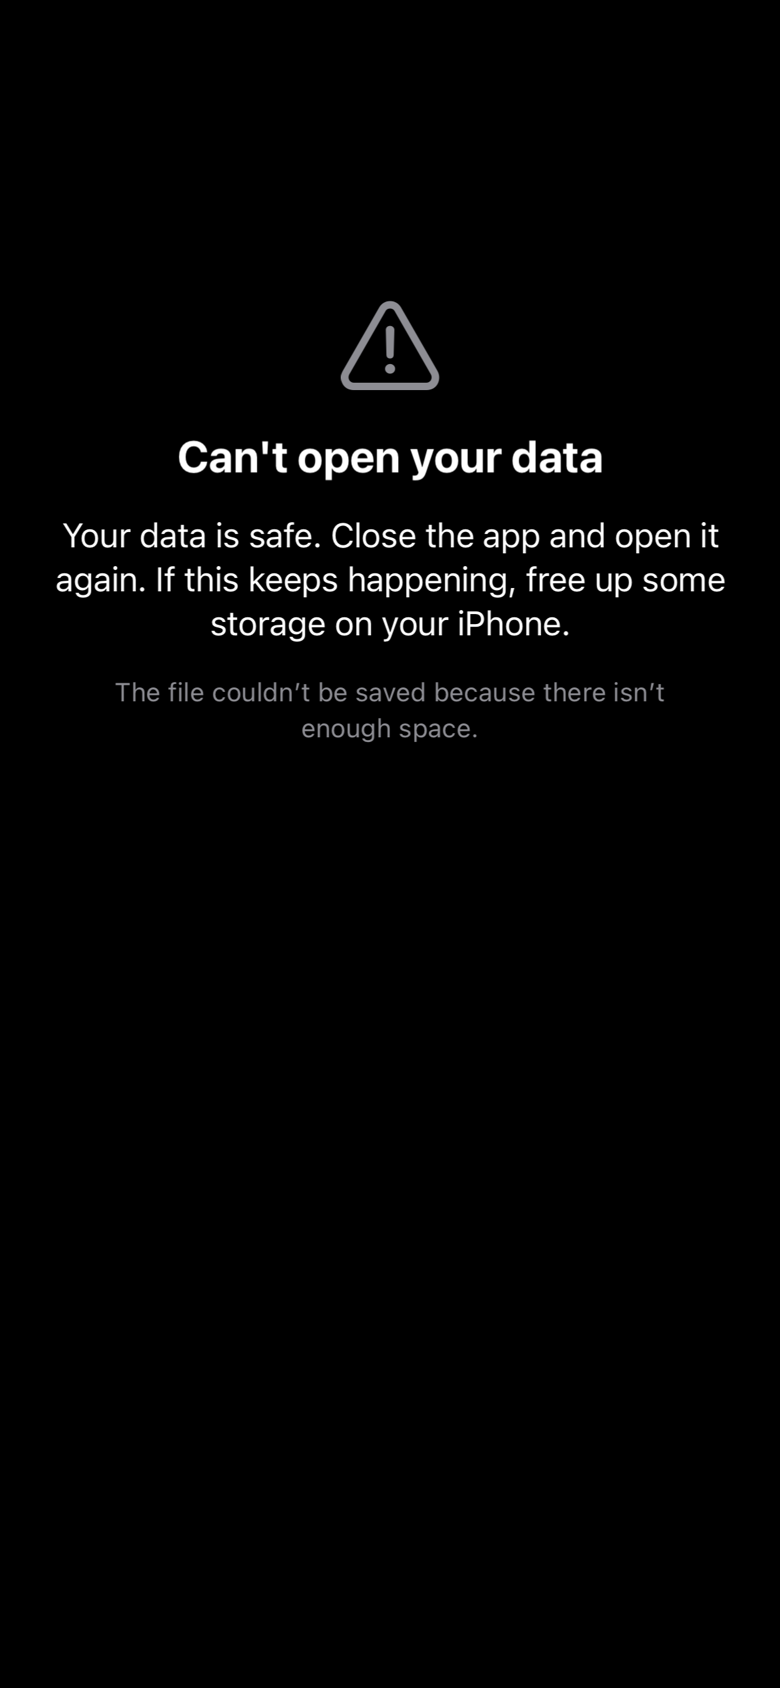 Can't open your data
Your data is safe. Close the app and open it
again. If this keeps happening, free up some
storage on your iPhone.
The file couldn’t be saved because there isn’t
enough space.